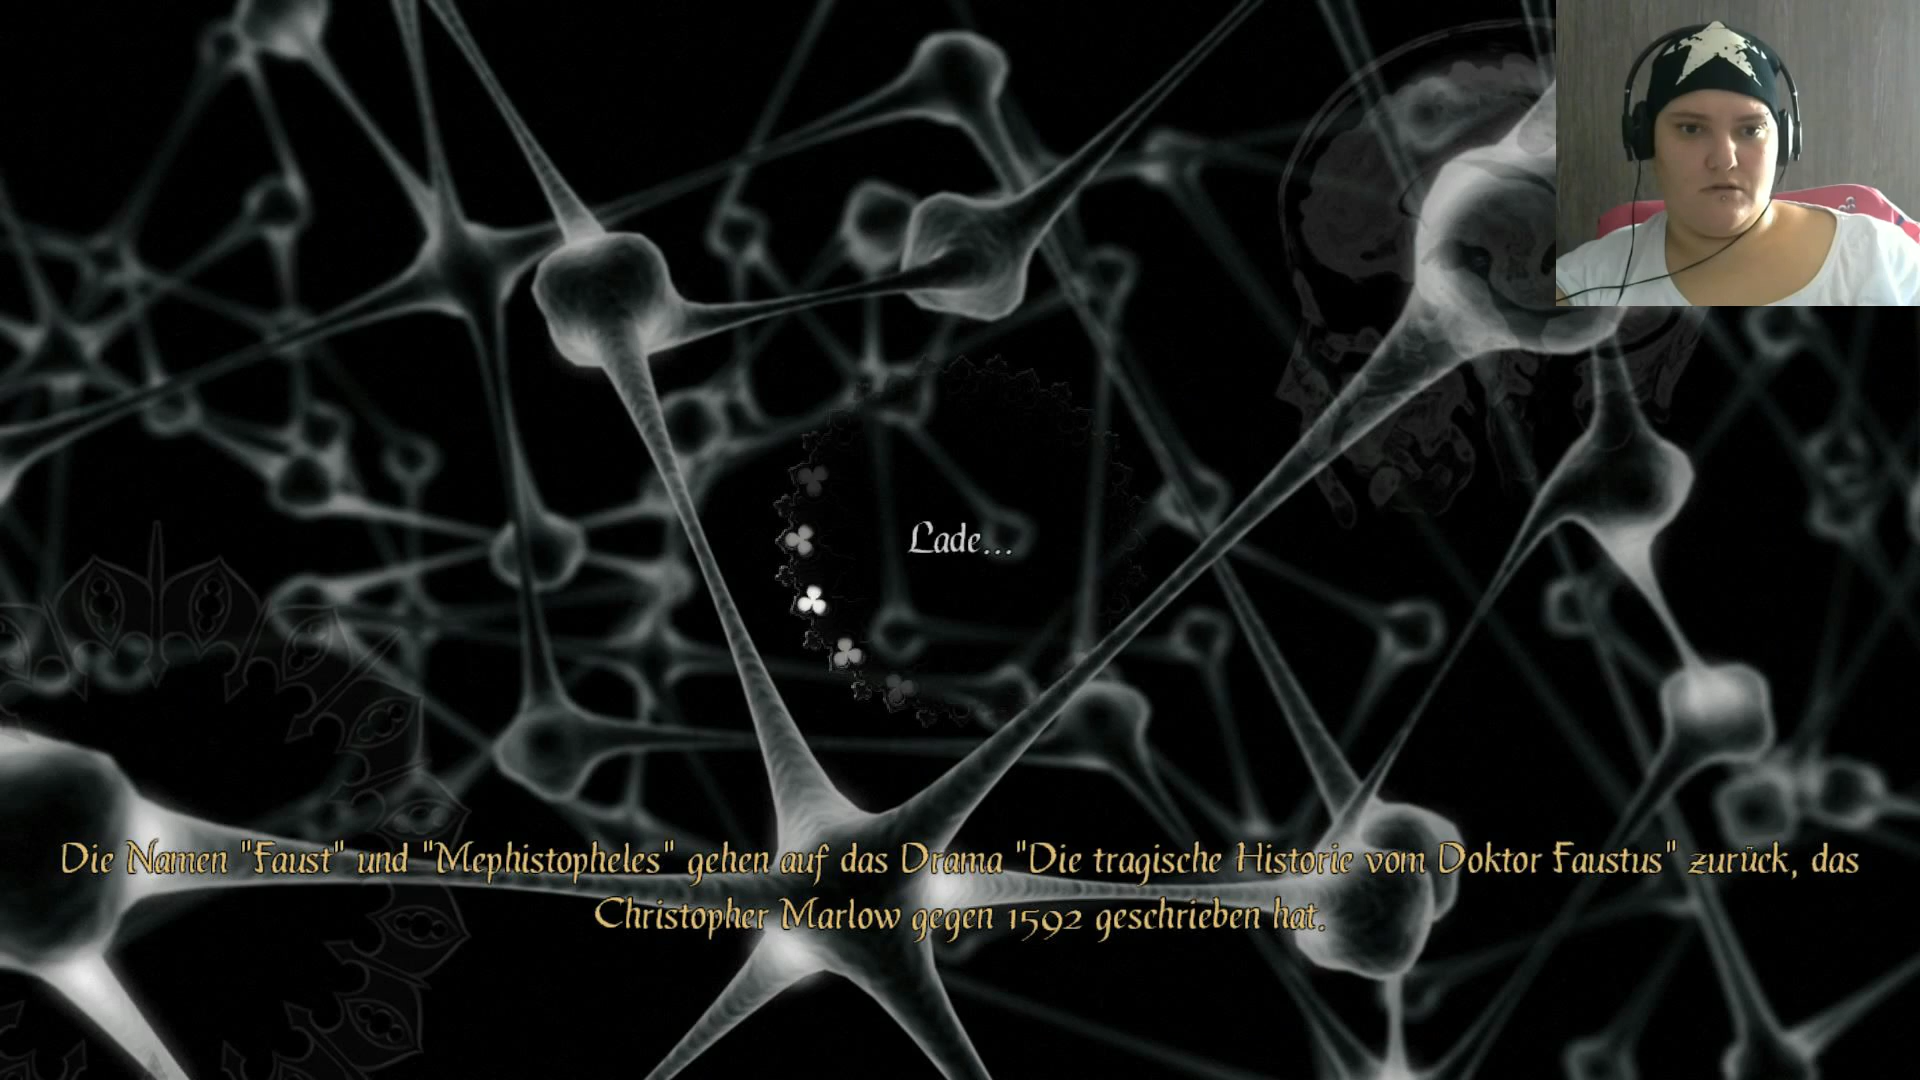 Lade...
Die Namen "Faust" und "Mephistopheles" gehen auf das Drama "Die tragische Historie vom Doktor Faustus" zurück, das
Christopher Marlow gegen 1592 geschrieben hat.